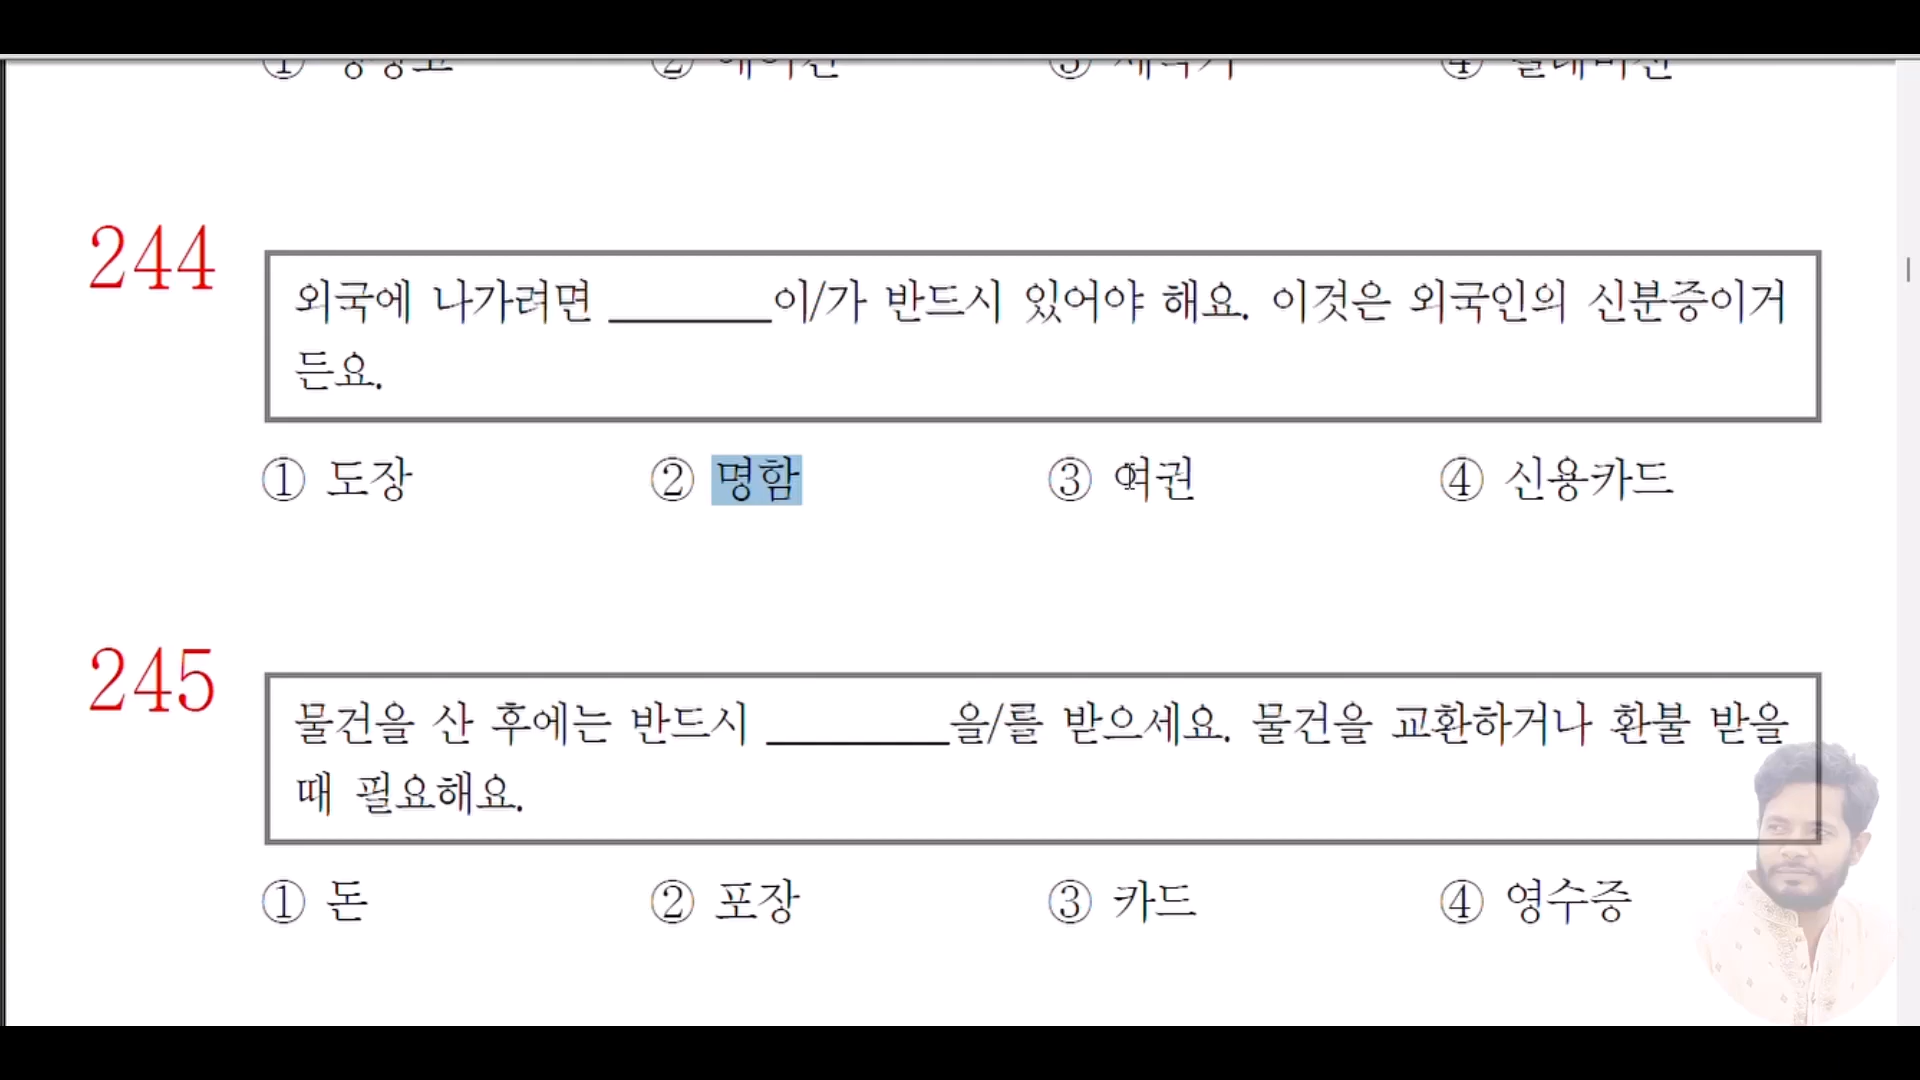 244
외국에 나가려면 ________이/가 반드시 있어야 해요. 이것은 외국인의 신분증이거
든요.
① 도장 ② 명함 ③ 여권 ④ 신용카드
245
물건을 산 후에는 반드시 _________을/를 받으세요. 물건을 교환하거나 환불 받을
때 필요해요.
① 돈 ② 포장 ③ 카드 ④ 영수증